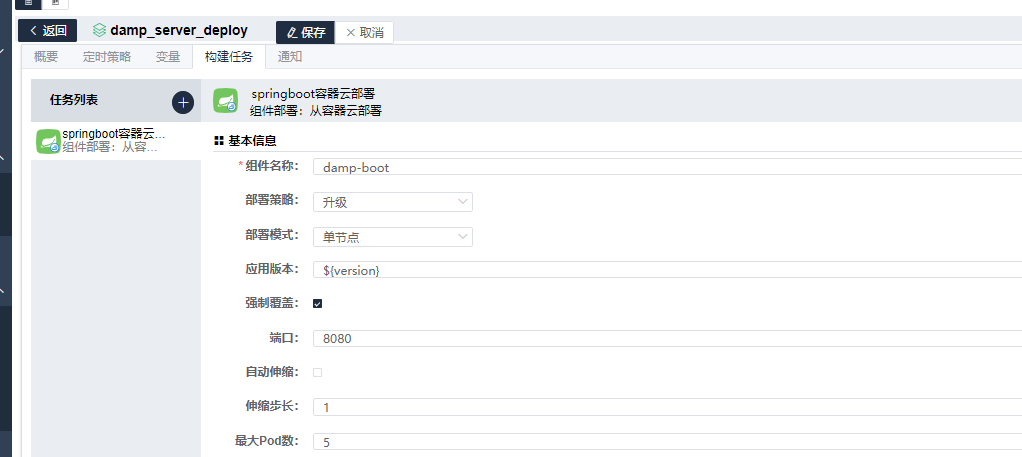 返回 damp_server_deploy 保存 取消
概要 定时策略 变量 构建任务 通知
任务列表
springboot容器云...
组件部署：从容...
springboot容器云部署
组件部署：从容器云部署
基本信息
*组件名称： damp-boot
部署策略： 升级
部署模式： 单节点
应用版本： ${version}
强制覆盖：
端口： 8080
自动伸缩：
伸缩步长： 1
最大Pod数： 5